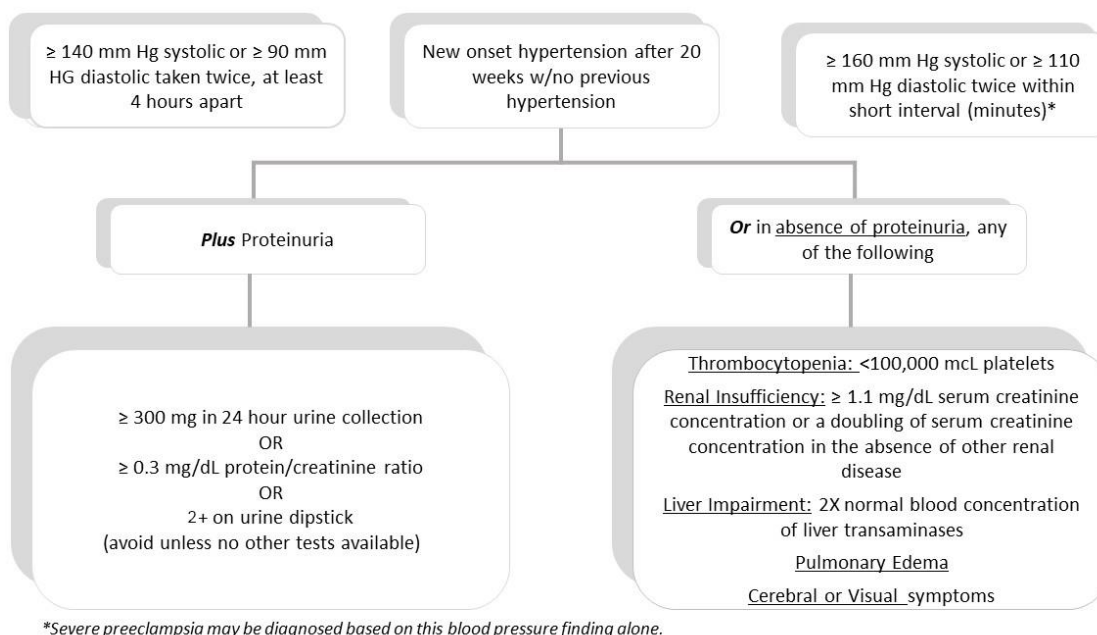 ≥ 140 mm Hg systolic or ≥ 90 mm
HG diastolic taken twice, at least
4 hours apart
New onset hypertension after 20
weeks w/no previous
hypertension
≥ 160 mm Hg systolic or ≥ 110
mm Hg diastolic twice within
short interval (minutes)*
Plus Proteinuria
Or in absence of proteinuria, any
of the following
≥ 300 mg in 24 hour urine collection
OR
≥ 0.3 mg/dL protein/creatinine ratio
OR
2+ on urine dipstick
(avoid unless no other tests available)
Thrombocytopenia: <100,000 mcL platelets
Renal Insufficiency: ≥ 1.1 mg/dL serum creatinine
concentration or a doubling of serum creatinine
concentration in the absence of other renal
disease
Liver Impairment: 2X normal blood concentration
of liver transaminases
Pulmonary Edema
Cerebral or Visual symptoms
*Severe preeclampsia may be diagnosed based on this blood pressure finding alone.